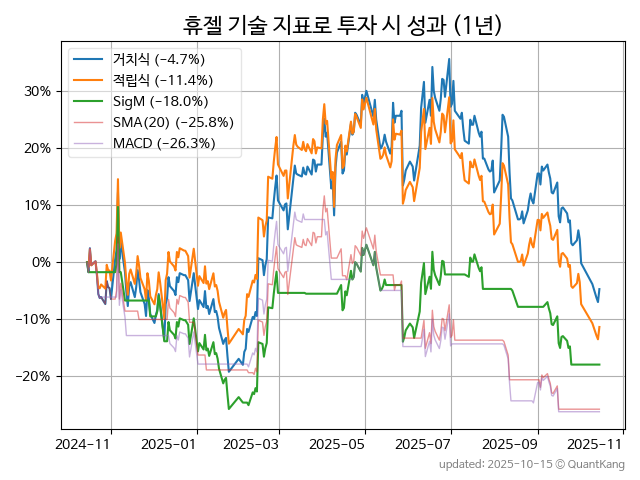 휴젤 기술 지표로 투자 시 성과 (1년)
거치식 (−4.7%)
적립식 (−11.4%)
SigM (−18.0%)
SMA(20) (−25.8%)
MACD (−26.3%)
30%
20%
10%
0%
−10%
−20%
2024-11 2025-01 2025-03 2025-05 2025-07 2025-09 2025-11
updated: 2025-10-15 ⓒ QuantKang